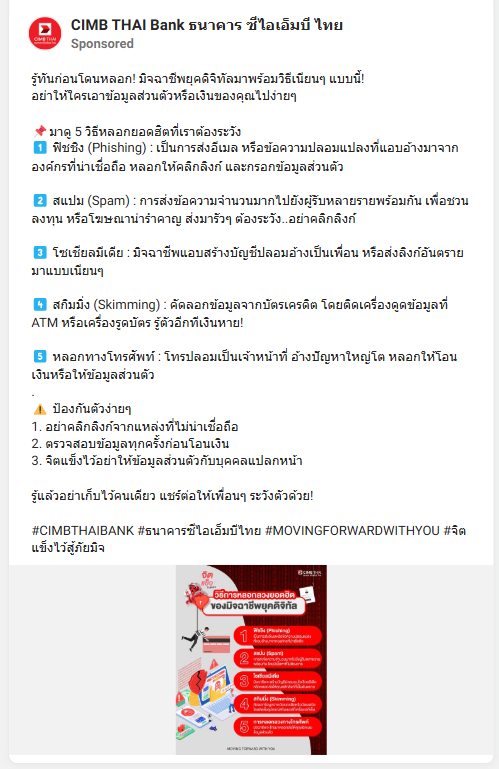 CIMB THAI Bank ธนาคาร ซีไอเอ็มบี ไทย
Sponsored
รู้ทันก่อนโดนหลอก! มิจฉาชีพยุคดิจิทัลมาพร้อมวิธีเนียนๆ แบบนี้!
อย่าให้ใครเอาข้อมูลส่วนตัวหรือเงินของคุณไปง่ายๆ
📌 มาดู 5 วิธีหลอกยอดฮิตที่เราต้องระวัง
1️⃣ ฟิชชิง (Phishing) : เป็นการส่งอีเมล หรือข้อความปลอมแปลงที่แอบอ้างมาจาก
องค์กรที่น่าเชื่อถือ หลอกให้คลิกลิงก์ และกรอกข้อมูลส่วนตัว
2️⃣ สแปม (Spam) : การส่งข้อความจำนวนมากไปยังผู้รับหลายรายพร้อมกัน เพื่อชวน
ลงทุน หรือโฆษณาน่ารำคาญ ส่งมารัวๆ ต้องระวัง..อย่าคลิกลิงก์
3️⃣ โซเชียลมีเดีย : มิจฉาชีพแอบสร้างบัญชีปลอมอ้างเป็นเพื่อน หรือส่งลิงก์อันตราย
มาแบบเนียนๆ
4️⃣ สกิมมิ่ง (Skimming) : คัดลอกข้อมูลจากบัตรเครดิต โดยติดเครื่องดูดข้อมูลที่
ATM หรือเครื่องรูดบัตร รู้ตัวอีกทีเงินหาย!
5️⃣ หลอกทางโทรศัพท์ : โทรปลอมเป็นเจ้าหน้าที่ อ้างปัญหาใหญ่โต หลอกให้โอน
เงินหรือให้ข้อมูลส่วนตัว
.
⚠️ ป้องกันตัวง่ายๆ
1. อย่าคลิกลิงก์จากแหล่งที่ไม่น่าเชื่อถือ
2. ตรวจสอบข้อมูลทุกครั้งก่อนโอนเงิน
3. จิตแข็งไว้อย่าให้ข้อมูลส่วนตัวกับบุคคลแปลกหน้า
รู้แล้วอย่าเก็บไว้คนเดียว แชร์ต่อให้เพื่อนๆ ระวังตัวด้วย!
#CIMBTHAIBANK #ธนาคารซีไอเอ็มบีไทย #MOVINGFORWARDWITHYOU #จิต
แข็งไว้สู้ภัยมิจ
CIMB THAI
จิต
แข็ง
วิธีการหลอกลวงยอดฮิต
ของมิจฉาชีพยุคดิจิทัล
1 ฟิชชิง (Phishing)
2 สแปม (Spam)
3 โซเชียลมีเดีย
4 สกิมมิ่ง (Skimming)
5 การหลอกลวงทางโทรศัพท์
MOVING FORWARD WITH YOU